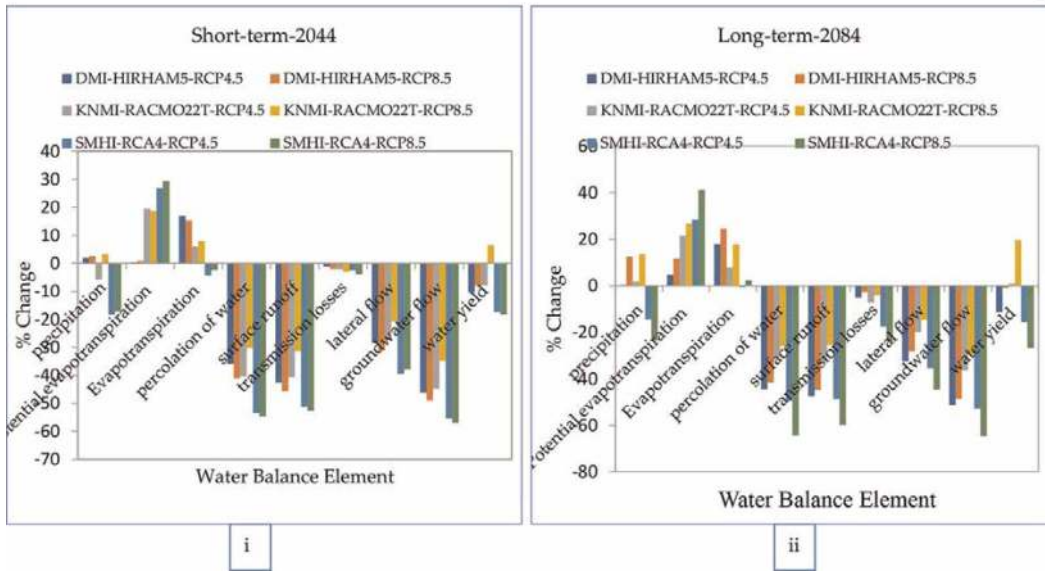 Short-term-2044
DMI-HIRHAM5-RCP4.5 DMI-HIRHAM5-RCP8.5
KNMI-RACMO22T-RCP4.5 KNMI-RACMO22T-RCP8.5
SMHI-RCA4-RCP4.5 SMHI-RCA4-RCP8.5
% Change
40
30
20
10
0
-10
-20
-30
-40
-50
-60
-70
precipitation
otential evapotranspiration
Evapotranspiration
percolation of water
surface runoff
transmission losses
lateral flow
groundwater flow
water yield
Water Balance Element
i
Long-term-2084
DMI-HIRHAM5-RCP4.5 DMI-HIRHAM5-RCP8.5
KNMI-RACMO22T-RCP4.5 KNMI-RACMO22T-RCP8.5
SMHI-RCA4-RCP4.5 SMHI-RCA4-RCP8.5
% Change
60
40
20
0
-20
-40
-60
-80
precipitation
Potential evapotranspiration
Evapotranspiration
percolation of water
surface runoff
transmission losses
lateral flow
groundwater flow
water yield
Water Balance Element
ii